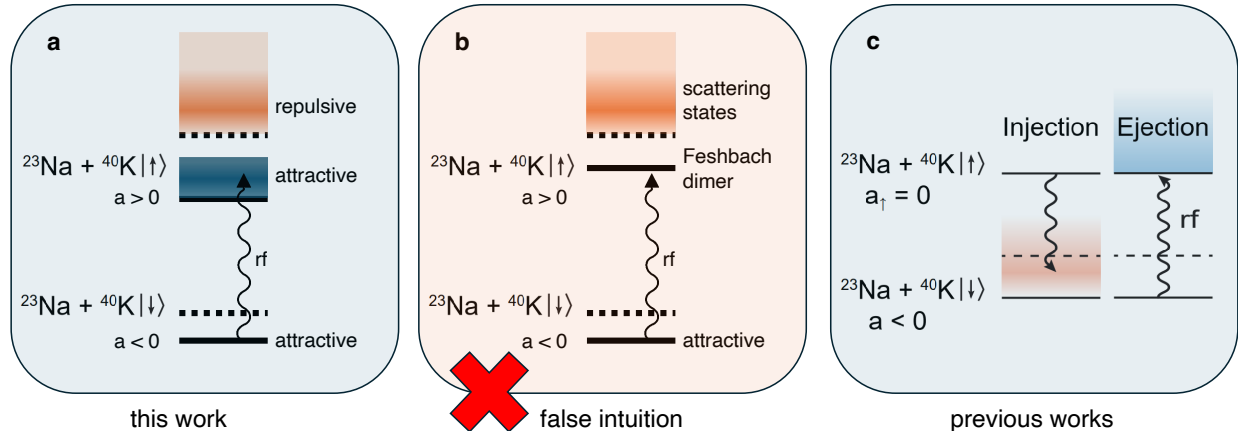 a
repulsive
²³Na + ⁴⁰K|↑⟩
attractive
a > 0
rf
²³Na + ⁴⁰K|↓⟩
a < 0
attractive
this work
b
scattering
states
²³Na + ⁴⁰K|↑⟩
Feshbach
dimer
a > 0
rf
²³Na + ⁴⁰K|↓⟩
a < 0
attractive
false intuition
c
Injection Ejection
²³Na + ⁴⁰K|↑⟩
a↑ = 0
rf
²³Na + ⁴⁰K|↓⟩
a < 0
previous works